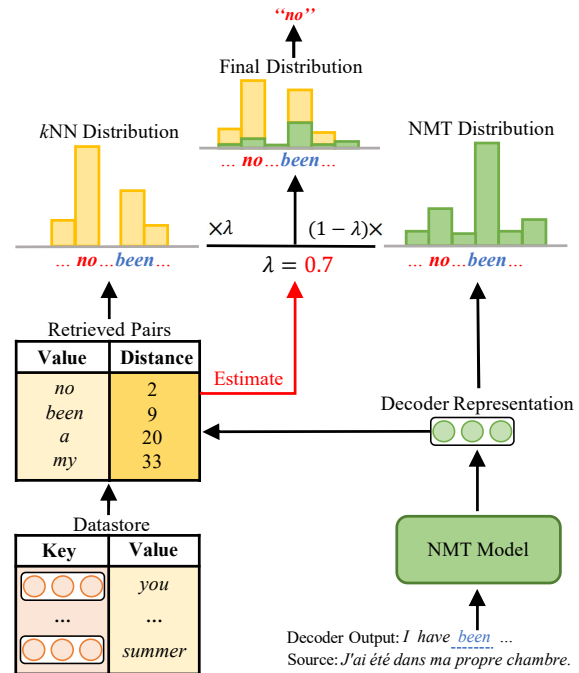 “no”
Final Distribution
kNN Distribution
NMT Distribution
... no...been...
×λ
(1 − λ)×
λ = 0.7
... no...been...
... no...been...
Retrieved Pairs
Value Distance
no 2
been 9
a 20
my 33
Estimate
Decoder Representation
Datastore
Key Value
you
... ...
summer
NMT Model
Decoder Output: I have been ...
Source: J'ai été dans ma propre chambre.